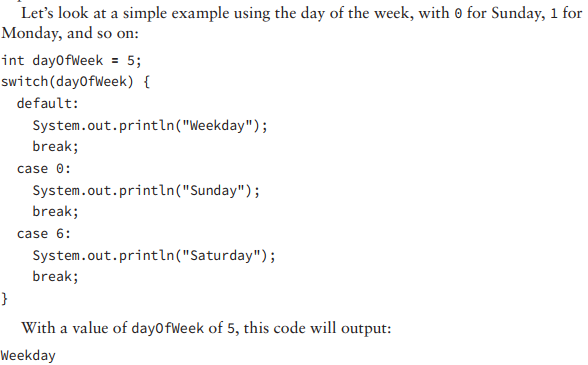 Let's look at a simple example using the day of the week, with 0 for Sunday, 1 for
Monday, and so on:
int dayOfWeek = 5;
switch(dayOfWeek) {
  default:
    System.out.println("Weekday");
    break;
  case 0:
    System.out.println("Sunday");
    break;
  case 6:
    System.out.println("Saturday");
    break;
}
With a value of dayOfWeek of 5, this code will output:
Weekday